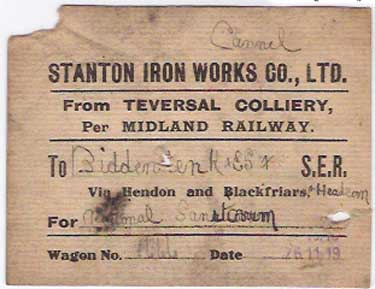 Cannel
STANTON IRON WORKS CO., LTD.
From TEVERSAL COLLIERY,
Per MIDLAND RAILWAY.
To Biddenden K&ESR S.E.R.
Via Hendon and Blackfriars, & Headcorn
For National Sanatorium
Wagon No. Date 26.11.19